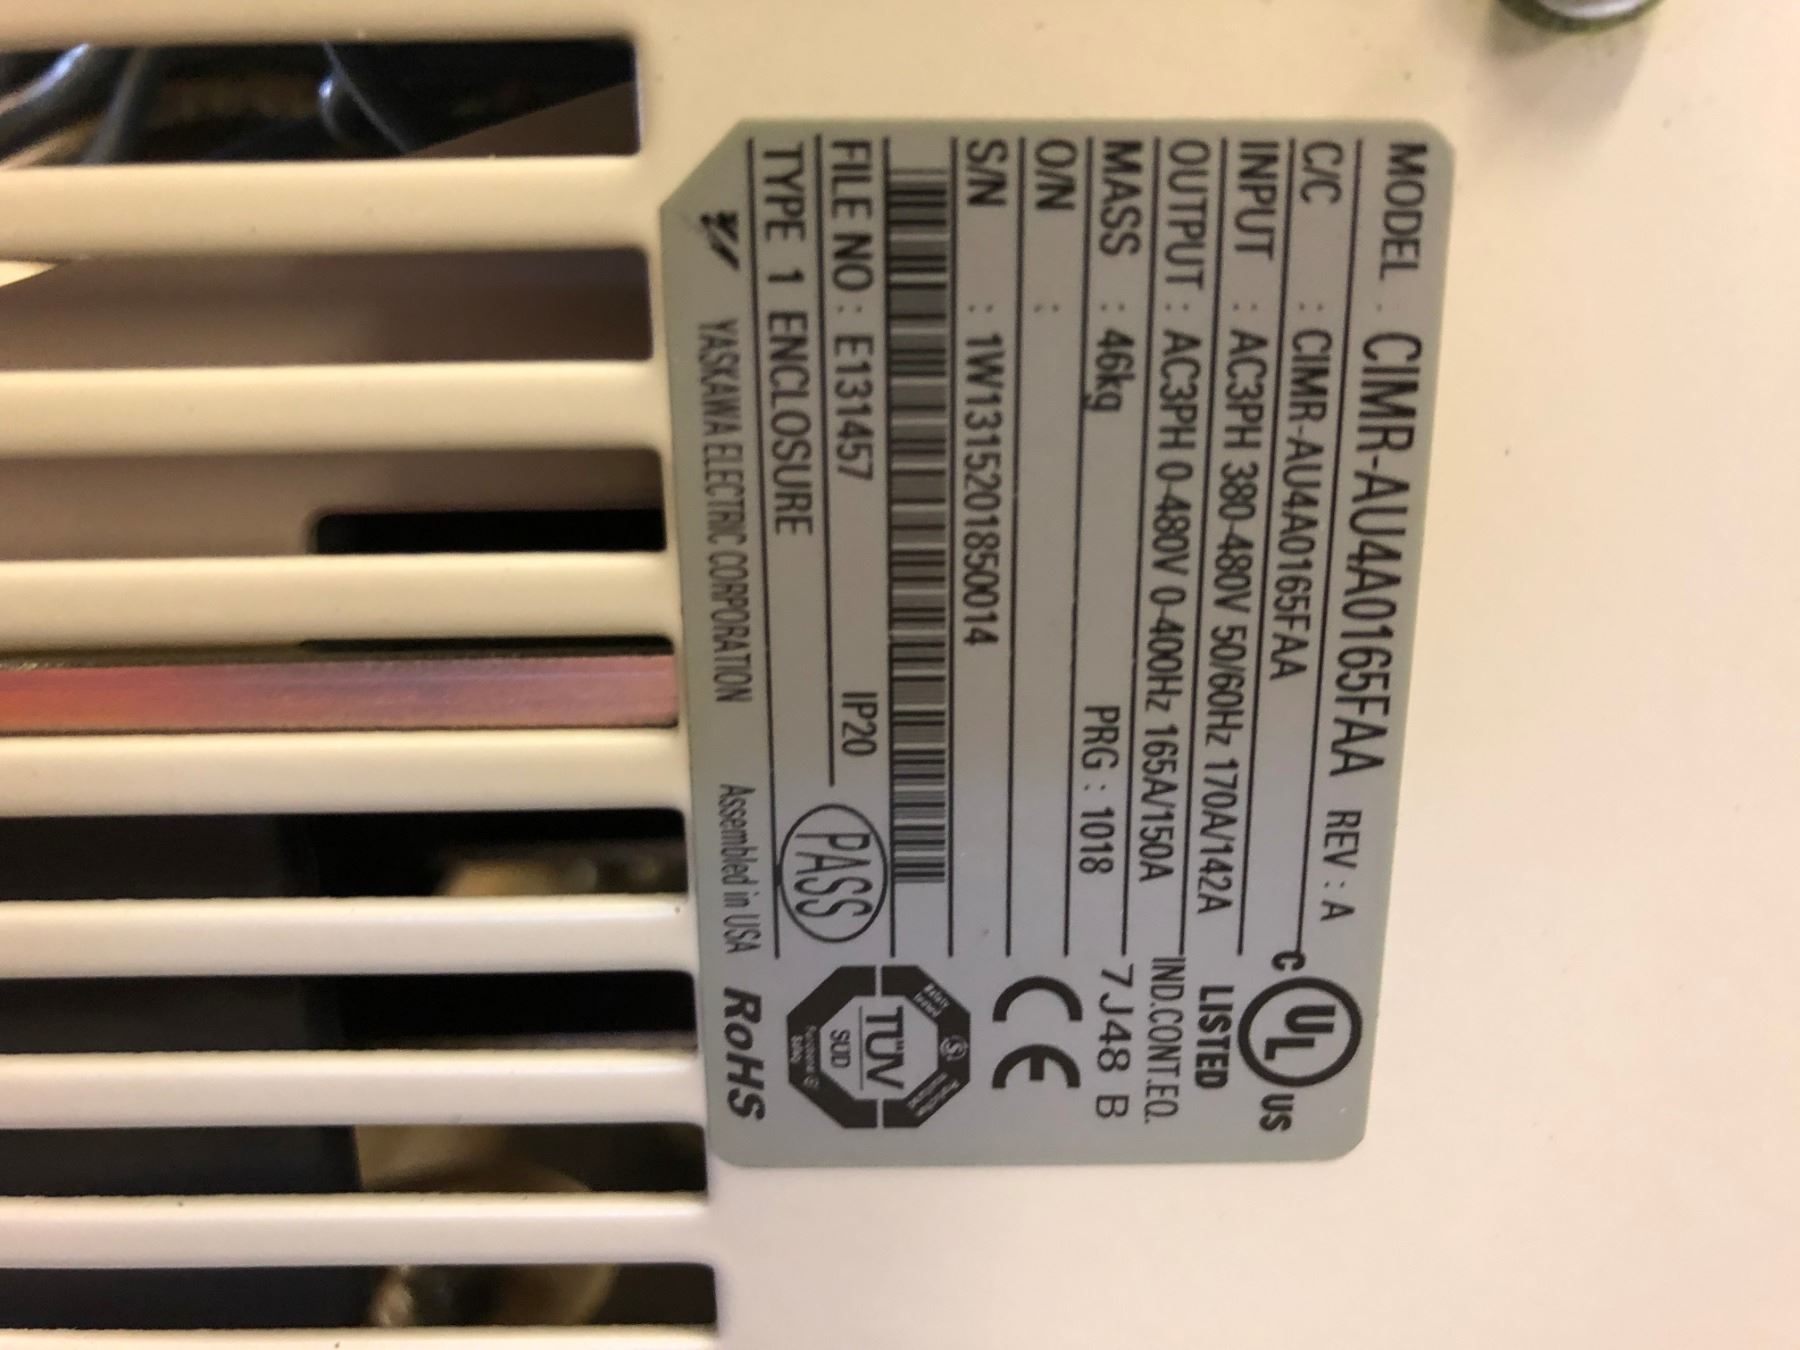 MODEL : CIMR-AU4A0165FAA REV : A
C/C : CIMR-AU4A0165FAA
INPUT : AC3PH 380-480V 50/60Hz 170A/142A
OUTPUT : AC3PH 0-480V 0-400Hz 165A/150A
MASS : 46kg PRG : 1018
O/N :
S/N : 1W1315201850014
FILE NO : E131457 IP20
TYPE 1 ENCLOSURE
PASS
YASKAWA ELECTRIC CORPORATION Assembled in USA
C UL US
LISTED
IND.CONT.EQ.
7J48 B
CE
TÜV
SÜD
RoHS